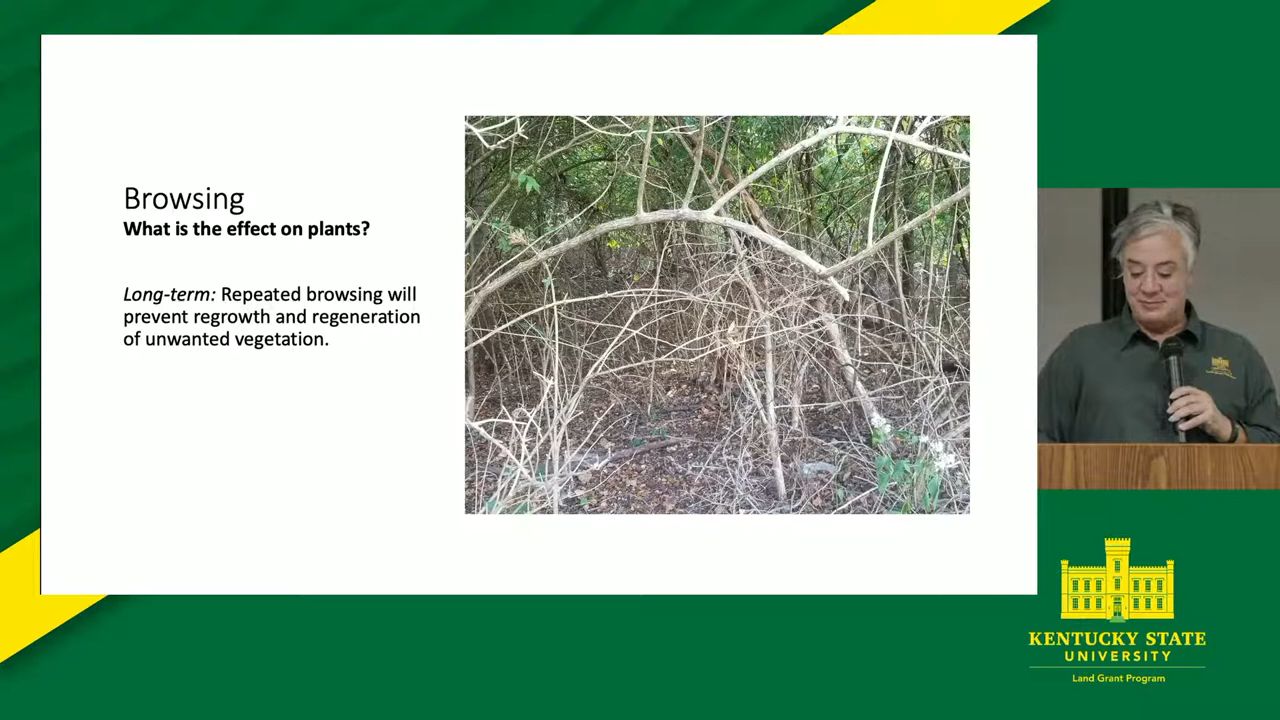 Browsing
What is the effect on plants?
Long-term: Repeated browsing will
prevent regrowth and regeneration
of unwanted vegetation.
KENTUCKY STATE
UNIVERSITY
Land Grant Program